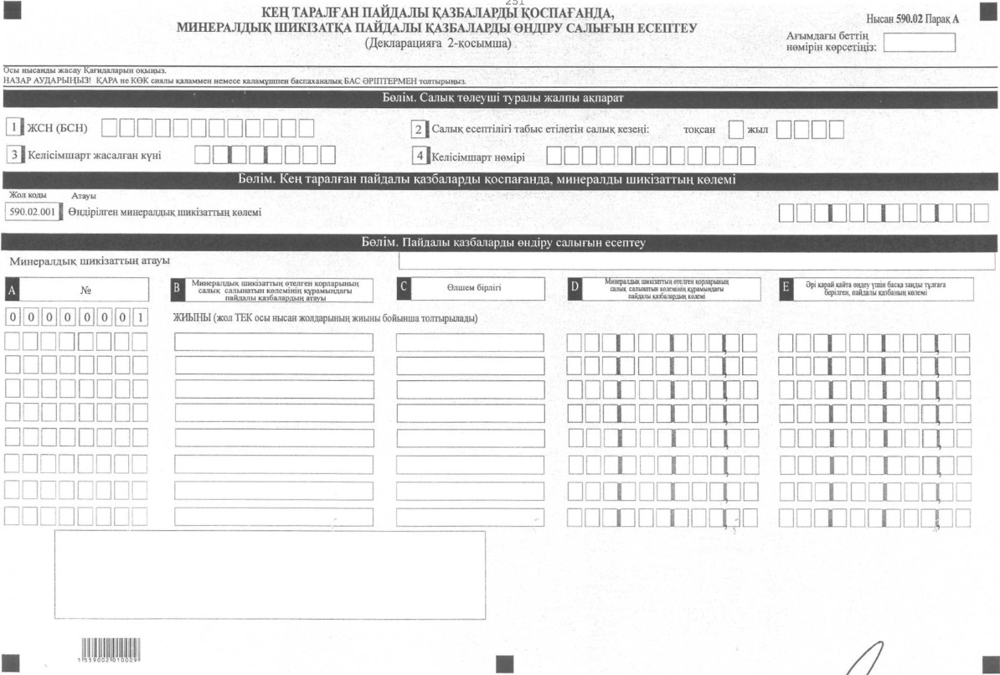 251
КЕҢ ТАРАЛҒАН ПАЙДАЛЫ ҚАЗБАЛАРДЫ ҚОСПАҒАНДА,
МИНЕРАЛДЫҚ ШИКІЗАТҚА ПАЙДАЛЫ ҚАЗБАЛАРДЫ ӨНДІРУ САЛЫҒЫН ЕСЕПТЕУ
(Декларацияға 2-қосымша)
Нысан 590.02 Парақ А
Ағымдағы беттің
нөмірін көрсетіңіз:
Осы нысанды жасау Қағидаларын оқыңыз.
НАЗАР АУДАРЫҢЫЗ! ҚАРА не КӨК сиялы қаламмен немесе қаламұшпен баспаханалық БАС ӘРІПТЕРМЕН толтырыңыз.
Бөлім. Салық төлеуші туралы жалпы ақпарат
1 ЖСН (БСН)
2 Салық есептілігі табыс етілетін салық кезеңі: тоқсан жыл
3 Келісімшарт жасалған күні
4 Келісімшарт нөмірі
Бөлім. Кең таралған пайдалы қазбаларды қоспағанда, минералды шикізаттың көлемі
Жол коды Атауы
590.02.001 Өндірілген минералдық шикізаттың көлемі
Бөлім. Пайдалы қазбаларды өндіру салығын есептеу
Минералдық шикізаттың атауы
A №
B Минералдық шикізаттың өтелген қорларының
салық салынатын көлемінің құрамындағы
пайдалы қазбалардың атауы
C Өлшем бірлігі
D Минералдық шикізаттың өтелген қорларының
салық салынатын көлемінің құрамындағы
пайдалы қазбалардың көлемі
E Әрі қарай қайта өңдеу үшін басқа заңды тұлғаға
берілген, пайдалы қазбаның көлемі
0 0 0 0 0 0 0 1 ЖИЫНЫ (жол ТЕК осы нысан жолдарының жиыны бойынша толтырылады)
1 559002 010009